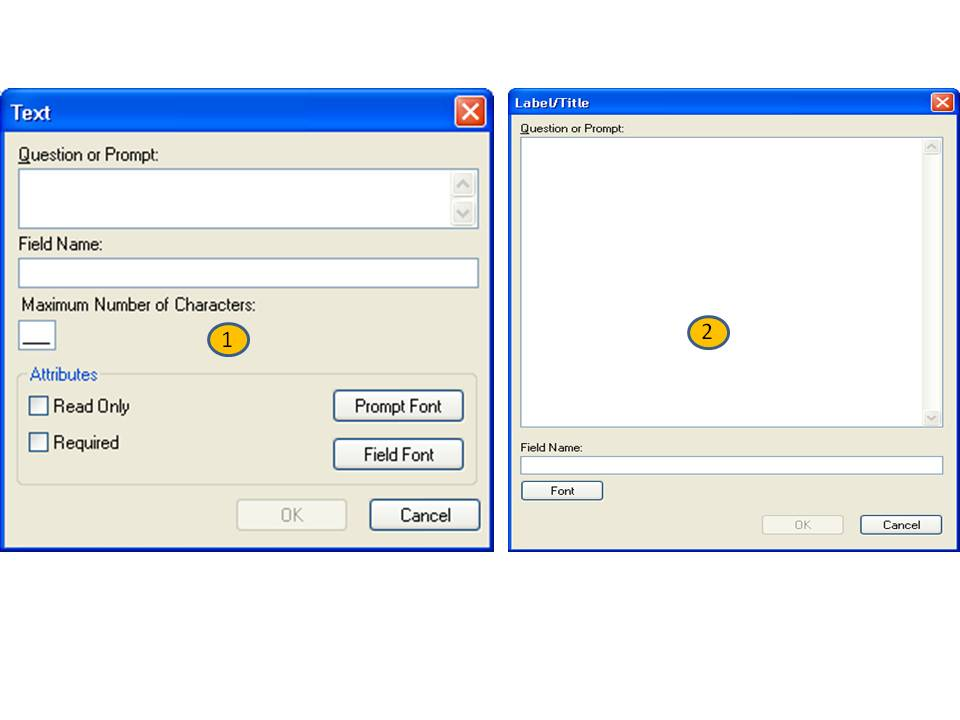 Text
Question or Prompt:
Field Name:
Maximum Number of Characters:
1
Attributes
Read Only
Prompt Font
Required
Field Font
OK
Cancel
Label/Title
Question or Prompt:
2
Field Name:
Font
OK
Cancel